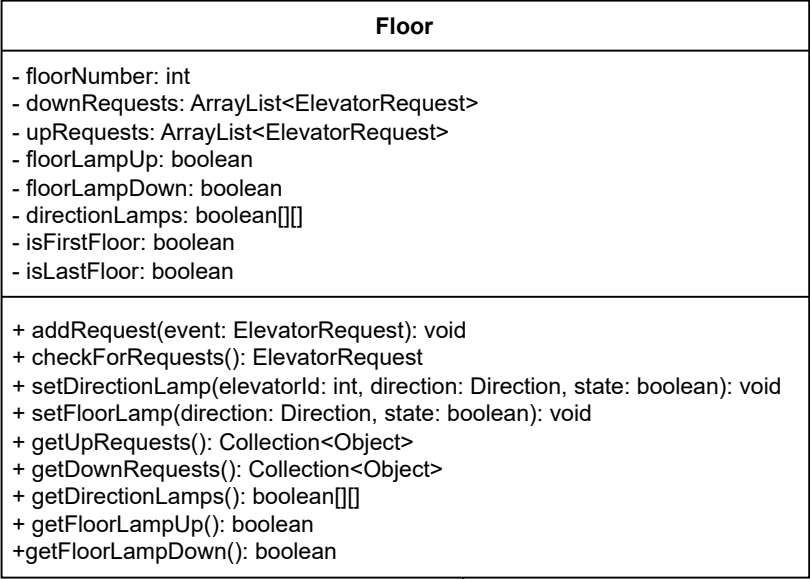 Floor
- floorNumber: int
- downRequests: ArrayList<ElevatorRequest>
- upRequests: ArrayList<ElevatorRequest>
- floorLampUp: boolean
- floorLampDown: boolean
- directionLamps: boolean[][]
- isFirstFloor: boolean
- isLastFloor: boolean
+ addRequest(event: ElevatorRequest): void
+ checkForRequests(): ElevatorRequest
+ setDirectionLamp(elevatorId: int, direction: Direction, state: boolean): void
+ setFloorLamp(direction: Direction, state: boolean): void
+ getUpRequests(): Collection<Object>
+ getDownRequests(): Collection<Object>
+ getDirectionLamps(): boolean[][]
+ getFloorLampUp(): boolean
+getFloorLampDown(): boolean